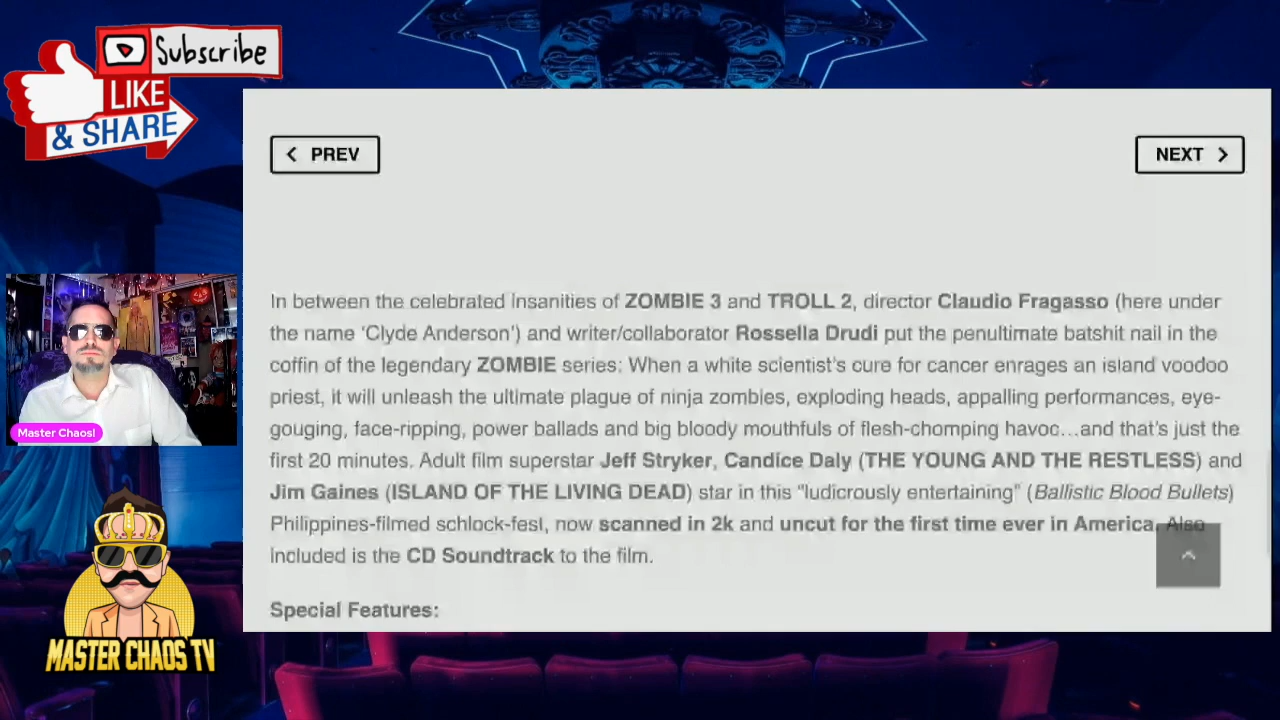 Subscribe
LIKE
& SHARE
PREV
NEXT
In between the celebrated insanities of ZOMBIE 3 and TROLL 2, director Claudio Fragasso (here under
the name ‘Clyde Anderson’) and writer/collaborator Rossella Drudi put the penultimate batshit nail in the
coffin of the legendary ZOMBIE series: When a white scientist’s cure for cancer enrages an island voodoo
priest, it will unleash the ultimate plague of ninja zombies, exploding heads, appalling performances, eye-
gouging, face-ripping, power ballads and big bloody mouthfuls of flesh-chomping havoc…and that’s just the
first 20 minutes. Adult film superstar Jeff Stryker, Candice Daly (THE YOUNG AND THE RESTLESS) and
Jim Gaines (ISLAND OF THE LIVING DEAD) star in this “ludicrously entertaining” (Ballistic Blood Bullets)
Philippines-filmed schlock-fest, now scanned in 2k and uncut for the first time ever in America. Also
included is the CD Soundtrack to the film.
Special Features:
Master Chaos!
MASTER CHAOS TV